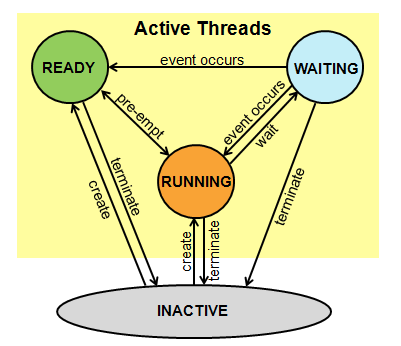 Active Threads
event occurs
READY
WAITING
pre-empt
event occurs
wait
RUNNING
create
terminate
create
terminate
terminate
INACTIVE